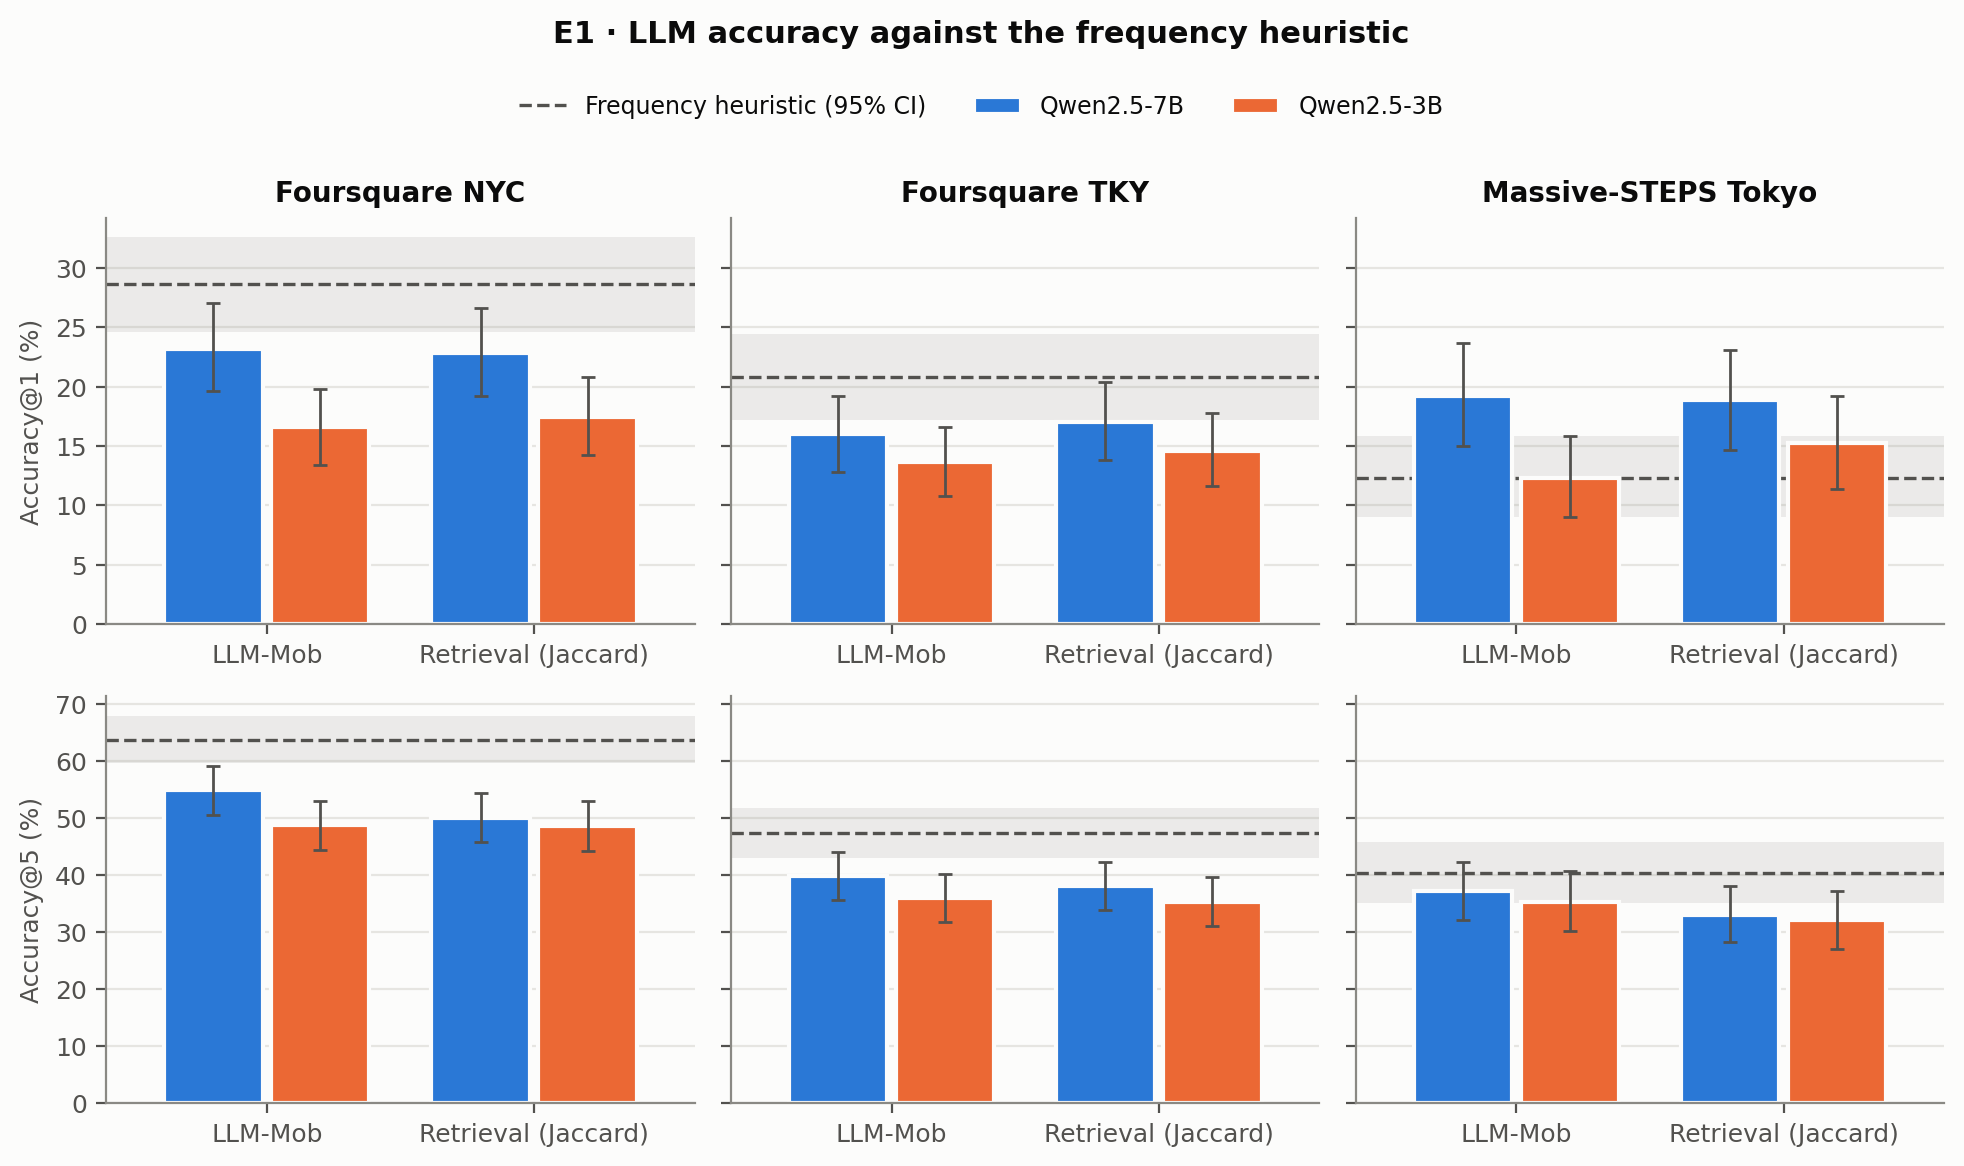 E1 · LLM accuracy against the frequency heuristic
Frequency heuristic (95% CI) Qwen2.5-7B Qwen2.5-3B
Foursquare NYC Foursquare TKY Massive-STEPS Tokyo
Accuracy@1 (%)
30
25
20
15
10
5
0
LLM-Mob Retrieval (Jaccard) LLM-Mob Retrieval (Jaccard) LLM-Mob Retrieval (Jaccard)
Accuracy@5 (%)
70
60
50
40
30
20
10
0
LLM-Mob Retrieval (Jaccard) LLM-Mob Retrieval (Jaccard) LLM-Mob Retrieval (Jaccard)